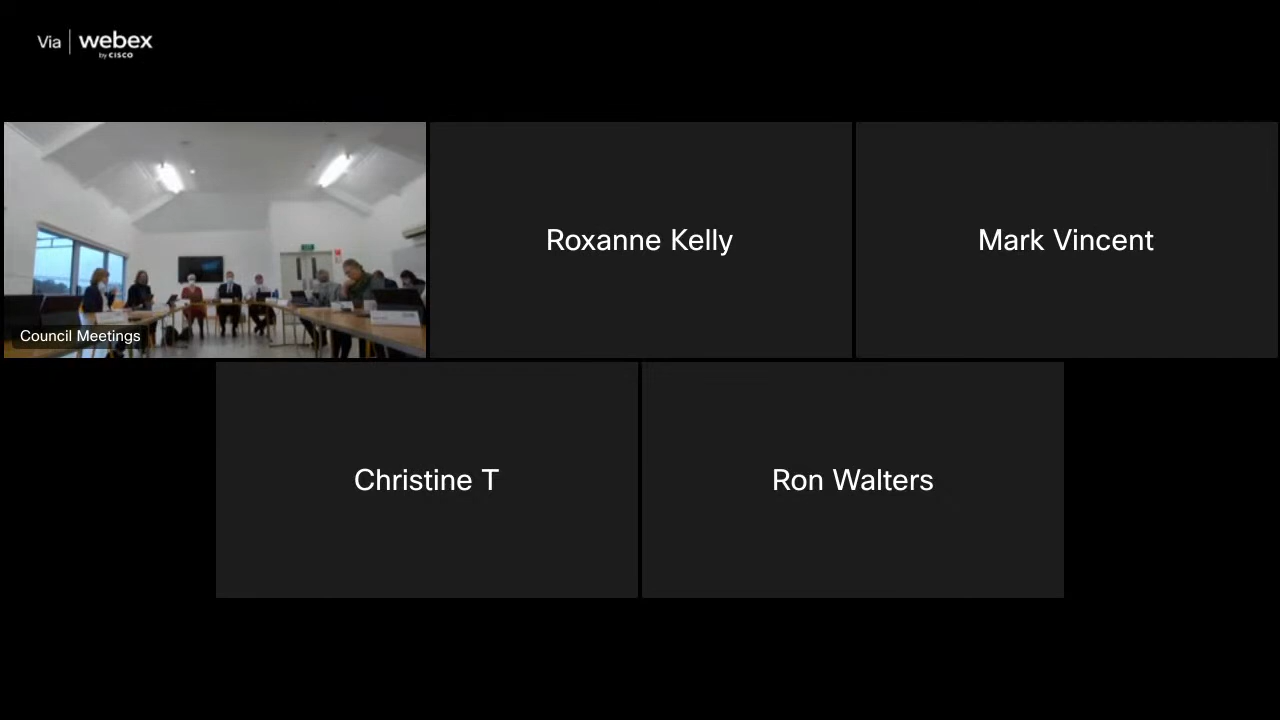 Via | webex
by CISCO
Council Meetings
Roxanne Kelly
Mark Vincent
Christine T
Ron Walters